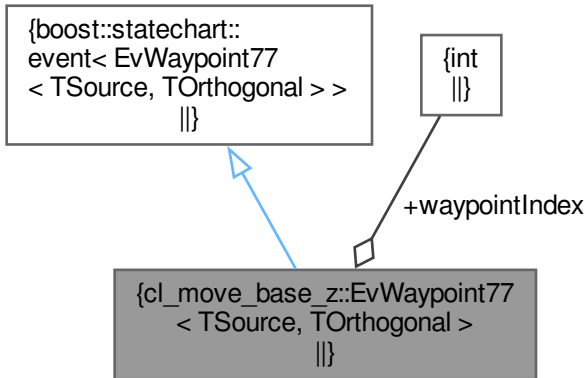 {boost::statechart::
event< EvWaypoint77
< TSource, TOrthogonal > >
||}
{int
||}
+waypointIndex
{cl_move_base_z::EvWaypoint77
< TSource, TOrthogonal >
||}